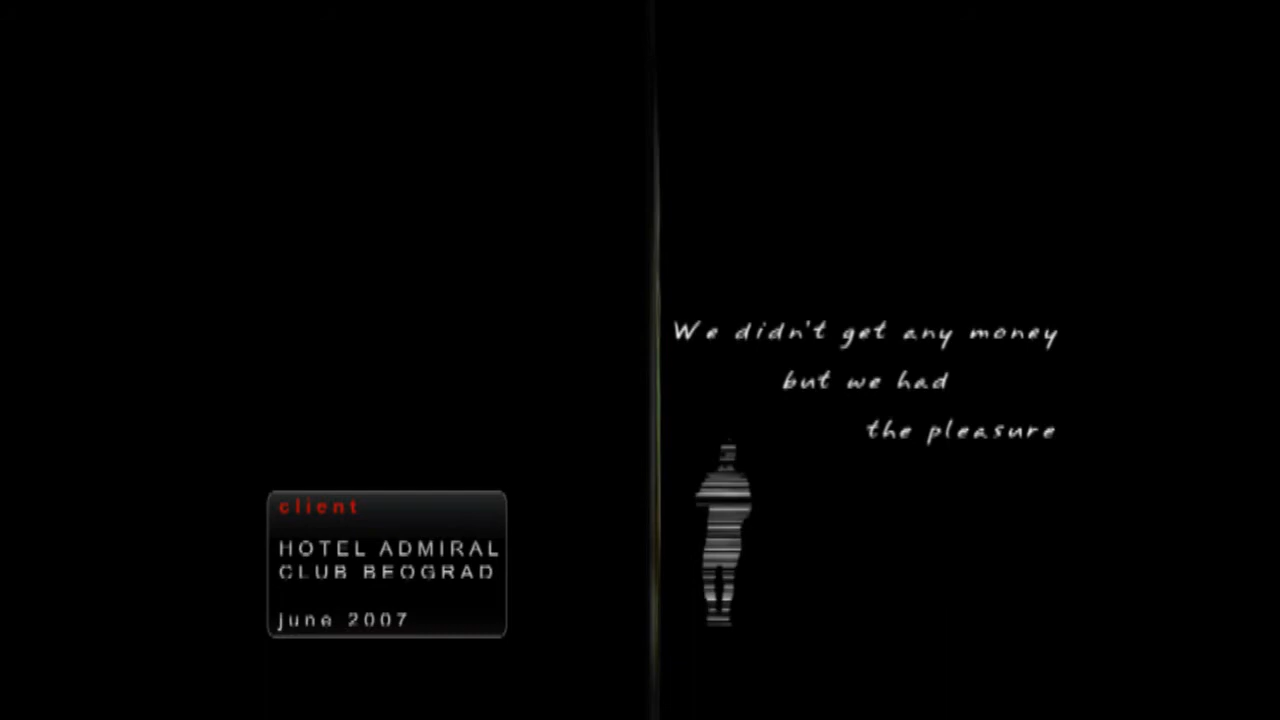 We didn't get any money
but we had
the pleasure
client
HOTEL ADMIRAL
CLUB BEOGRAD
june 2007